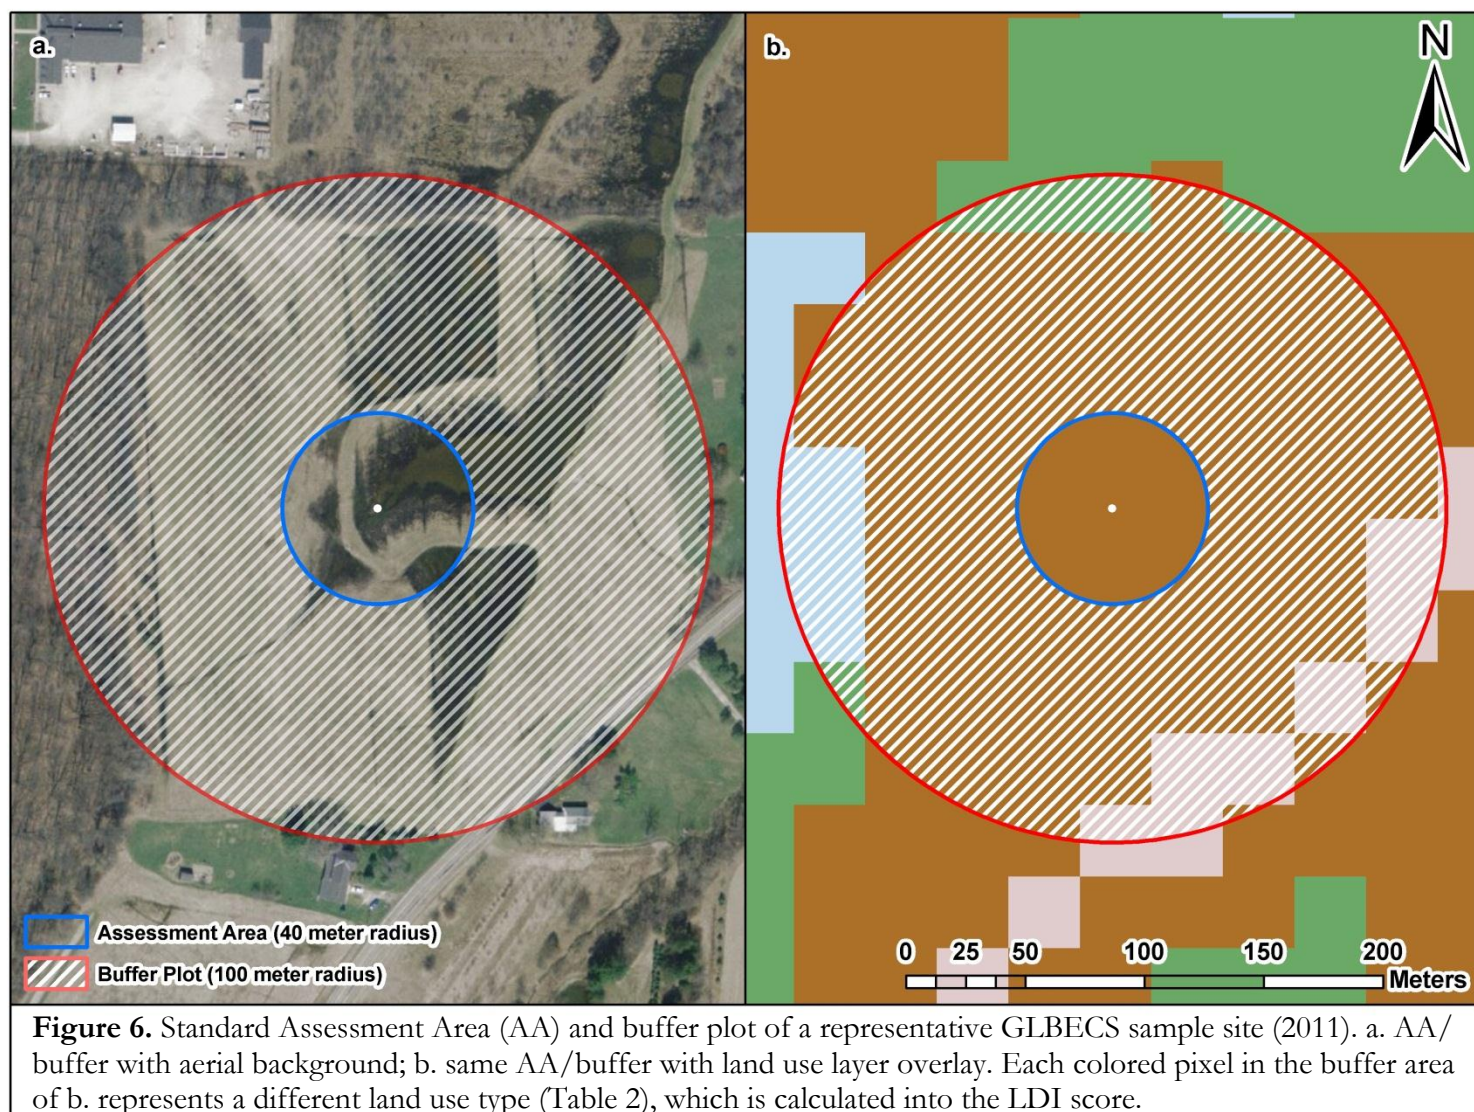 a.
b.
N
Assessment Area (40 meter radius)
Buffer Plot (100 meter radius)
0 25 50 100 150 200
Meters
Figure 6. Standard Assessment Area (AA) and buffer plot of a representative GLBECS sample site (2011). a. AA/
buffer with aerial background; b. same AA/buffer with land use layer overlay. Each colored pixel in the buffer area
of b. represents a different land use type (Table 2), which is calculated into the LDI score.